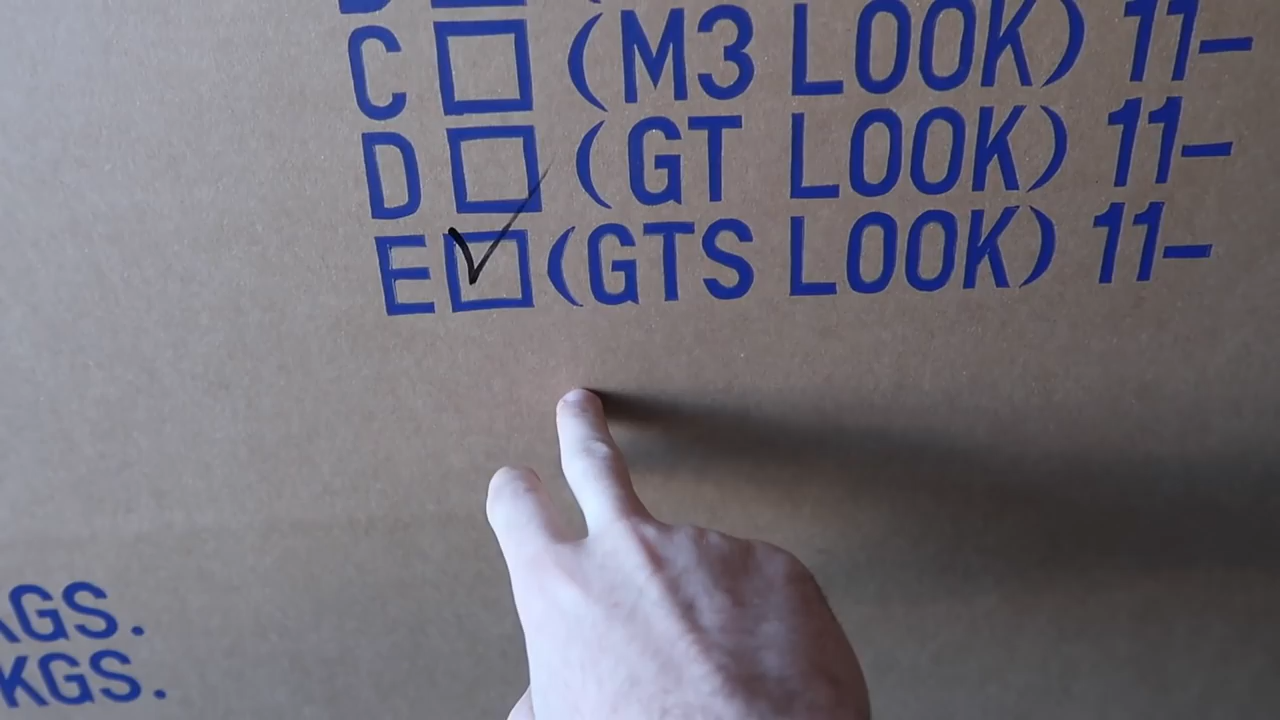 C ☐ (M3 LOOK) 11-
D ☐ (GT LOOK) 11-
E ☑ (GTS LOOK) 11-
KGS.
KGS.